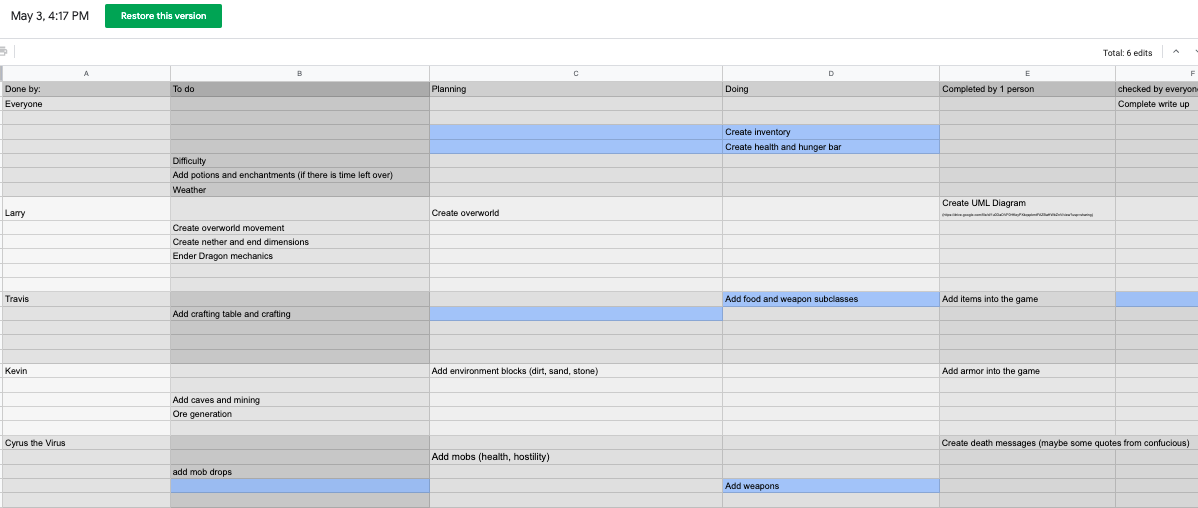 May 3, 4:17 PM
Restore this version
Total: 6 edits
A B C D E F
Done by: To do Planning Doing Completed by 1 person checked by everyon
Everyone Complete write up
Create inventory
Create health and hunger bar
Difficulty
Add potions and enchantments (if there is time left over)
Weather
Create UML Diagram
Larry Create overworld
Create overworld movement
Create nether and end dimensions
Ender Dragon mechanics
Travis Add food and weapon subclasses Add items into the game
Add crafting table and crafting
Kevin Add environment blocks (dirt, sand, stone) Add armor into the game
Add caves and mining
Ore generation
Cyrus the Virus Create death messages (maybe some quotes from confucious)
Add mobs (health, hostility)
add mob drops
Add weapons